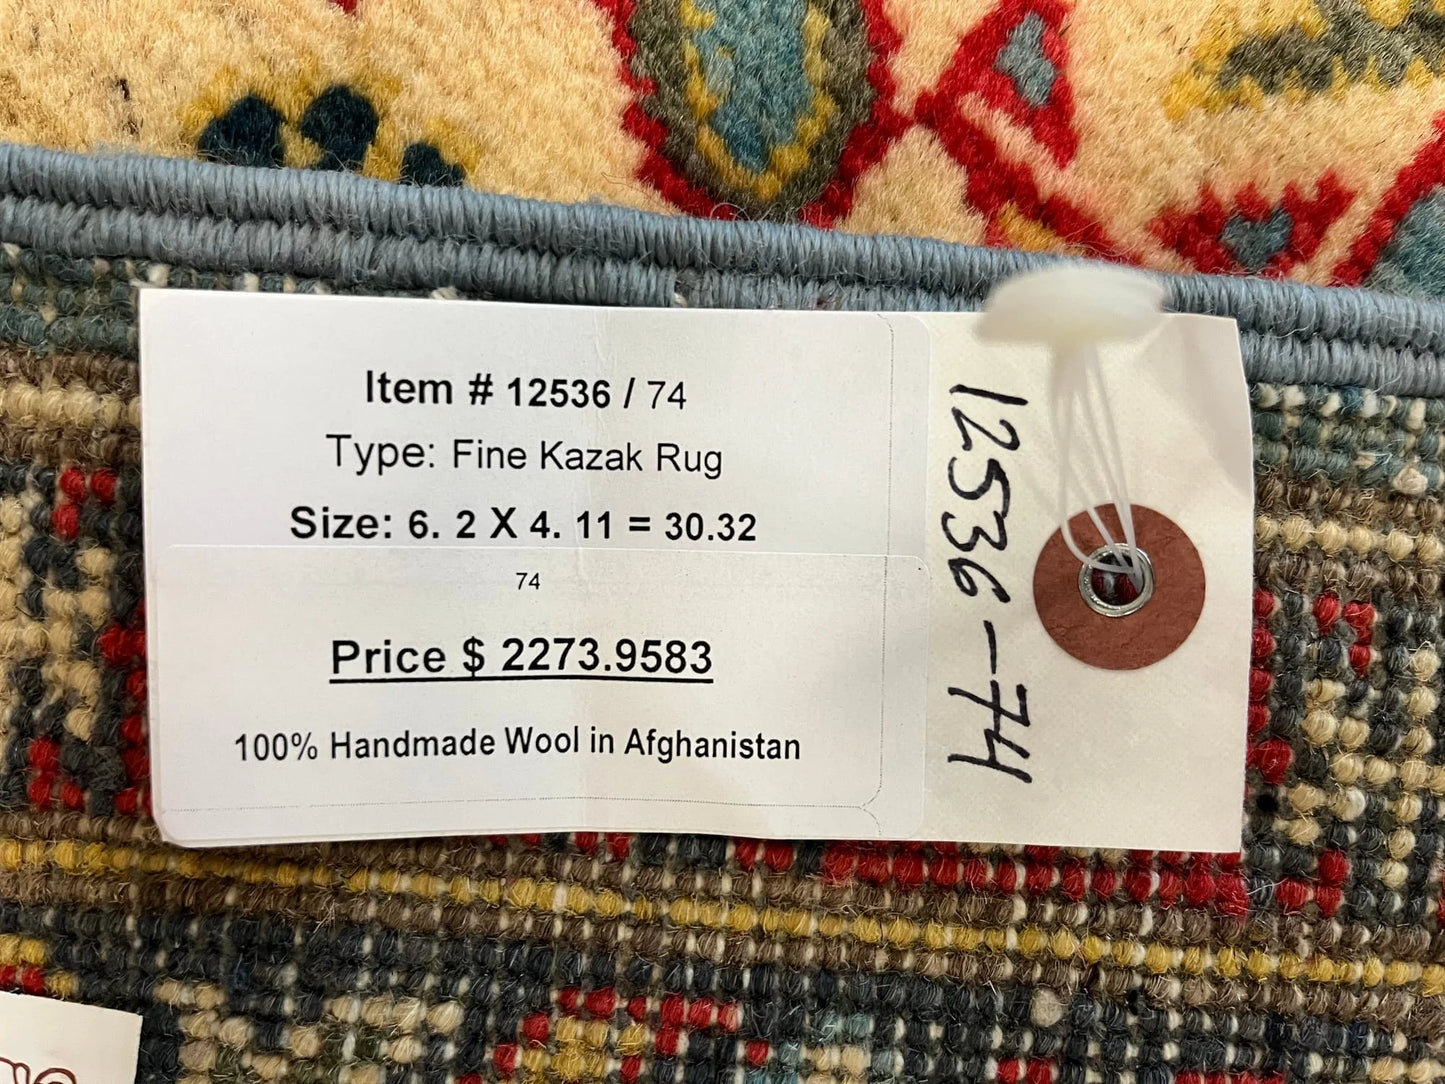 Item # 12536 / 74
Type: Fine Kazak Rug
Size: 6. 2 X 4. 11 = 30.32
74
Price $ 2273.9583
100% Handmade Wool in Afghanistan
12536-74